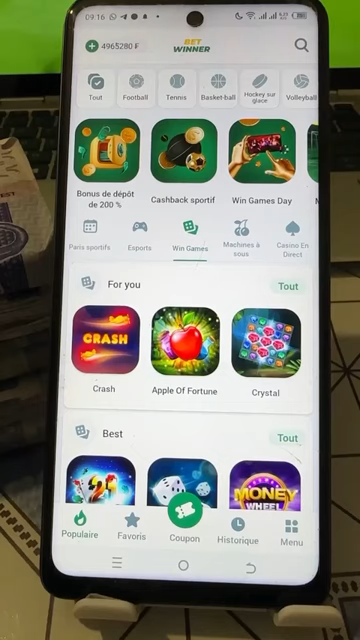 09:16
4965280 ₣
BET
WINNER
Tout
Football
Tennis
Basket-ball
Hockey sur
glace
Volleyball
Bonus de dépôt
de 200 %
Cashback sportif
Win Games Day
Paris sportifs
Esports
Win Games
Machines à
sous
Casino En
Direct
For you
Tout
CRASH
Crash
Apple Of Fortune
Crystal
Best
Tout
21
MONEY
WHEEL
Populaire
Favoris
Coupon
Historique
Menu